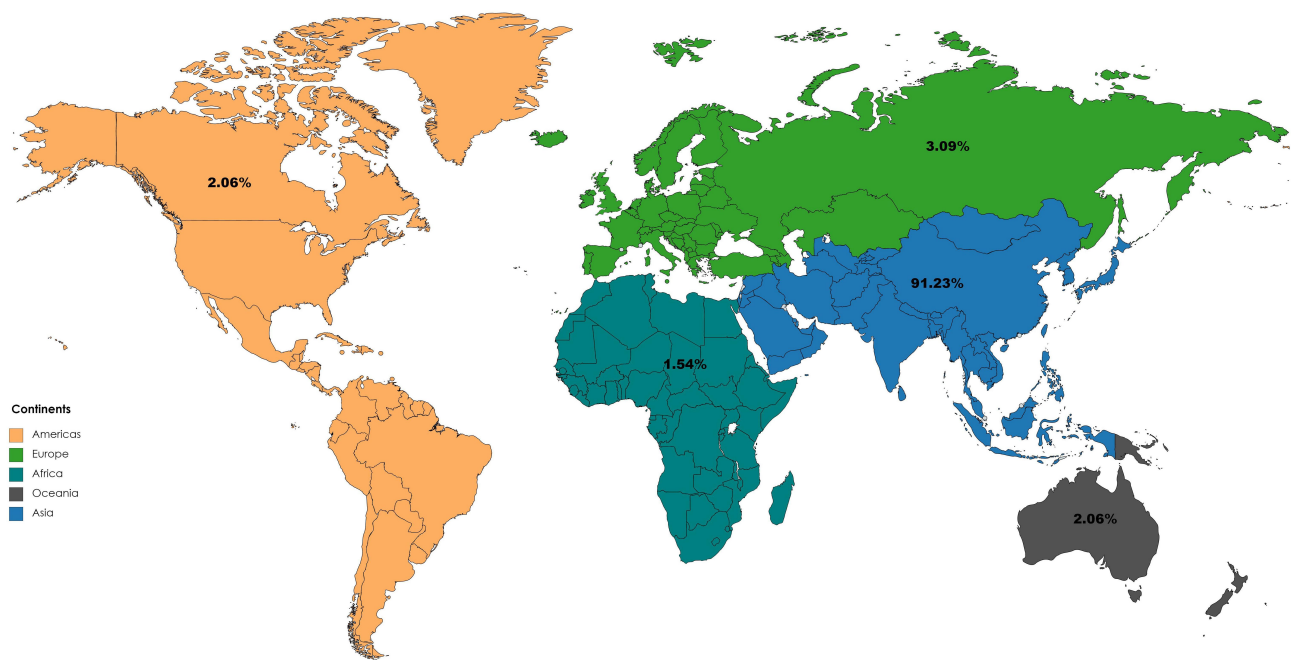 3.09%
2.06%
91.23%
1.54%
Continents
Americas
Europe
Africa
Oceania
Asia
2.06%